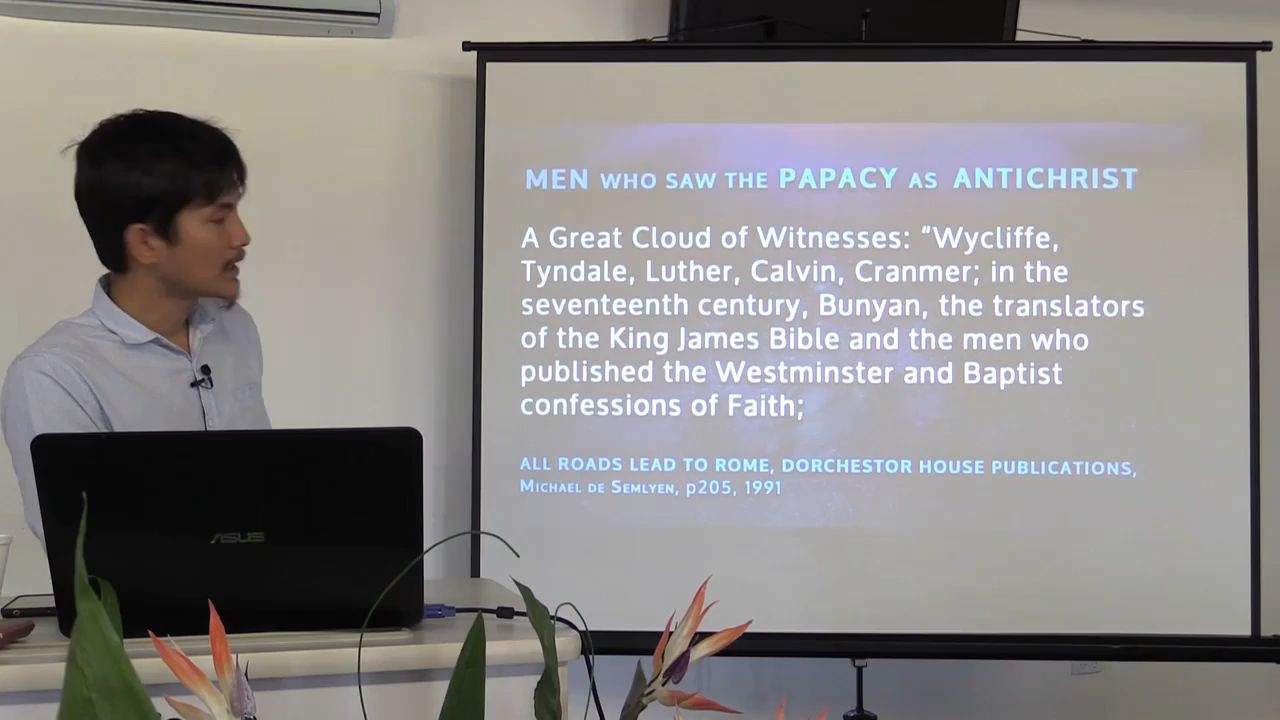 MEN WHO SAW THE PAPACY AS ANTICHRIST
A Great Cloud of Witnesses: “Wycliffe,
Tyndale, Luther, Calvin, Cranmer; in the
seventeenth century, Bunyan, the translators
of the King James Bible and the men who
published the Westminster and Baptist
confessions of Faith;
ALL ROADS LEAD TO ROME, DORCHESTOR HOUSE PUBLICATIONS,
MICHAEL DE SEMLYEN, p205, 1991
ASUS